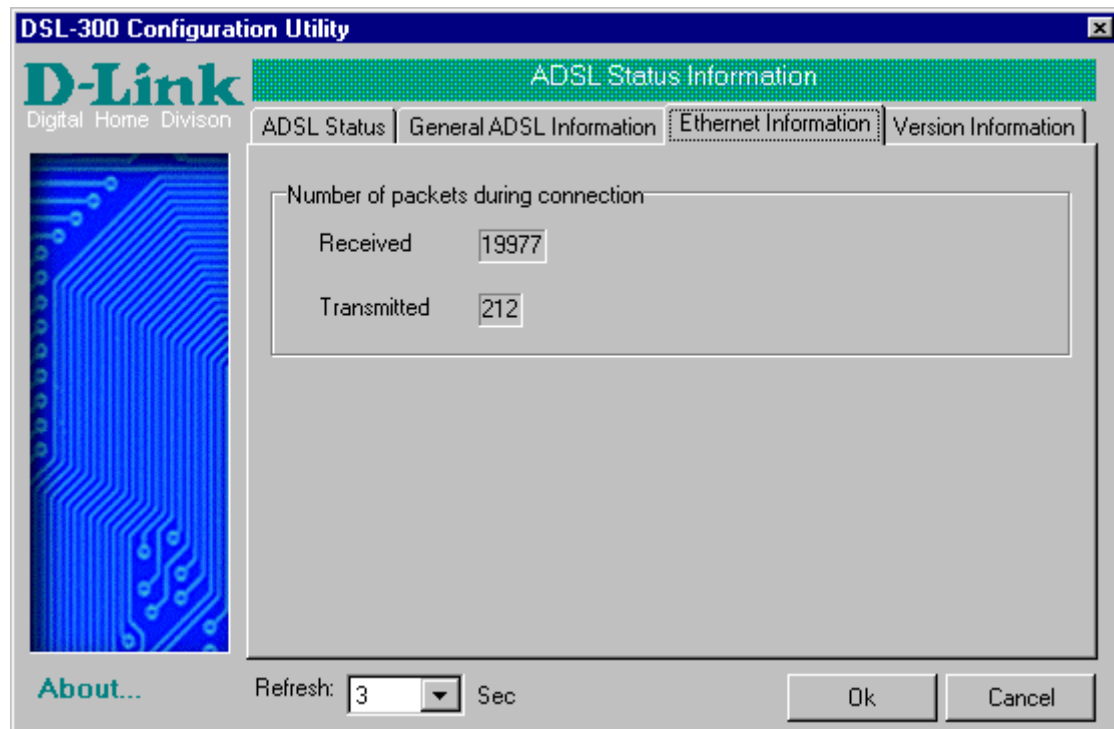 DSL-300 Configuration Utility
D-Link
Digital Home Divison
ADSL Status Information
ADSL Status General ADSL Information Ethernet Information Version Information
Number of packets during connection
Received 19977
Transmitted 212
About... Refresh: 3 Sec Ok Cancel